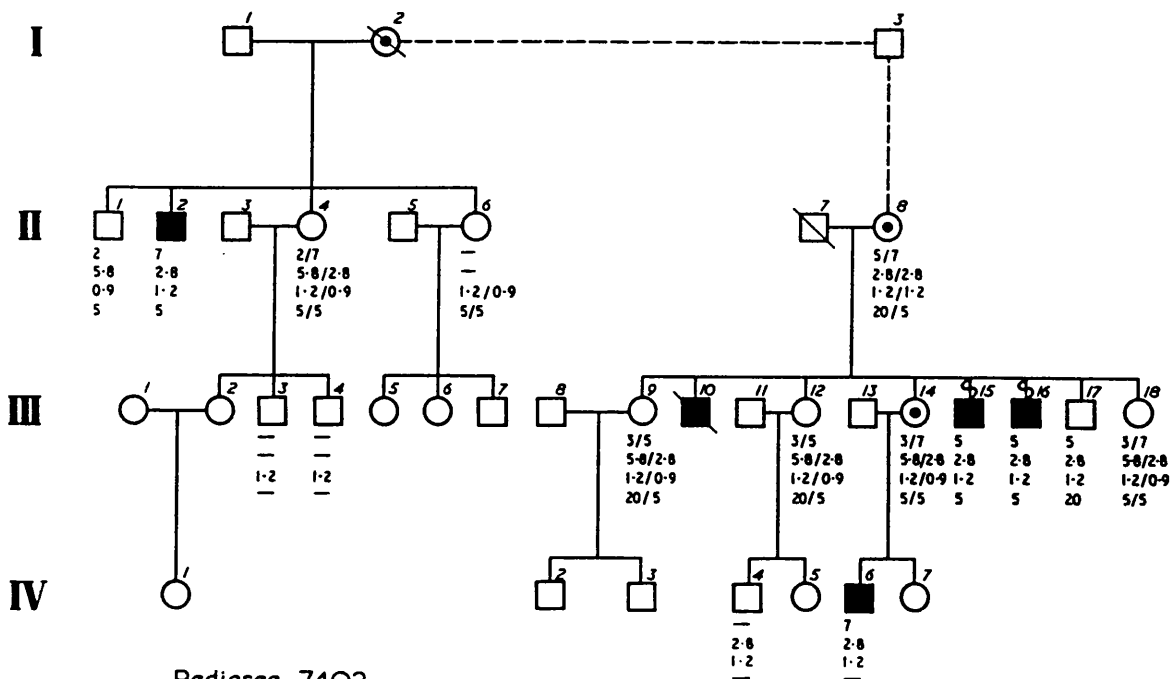 I 1 2 3
II 1 2 3 4 5 6 7 8
2 7 2/7 — 5/7
5·8 2·8 5·8/2·8 — 2·8/2·8
0·9 1·2 1·2/0·9 1·2/0·9 1·2/1·2
5 5 5/5 5/5 20/5
III 1 2 3 4 5 6 7 8 9 10 11 12 13 14 15 16 17 18
— — 3/5 3/5 3/7 5 5 5 3/7
— — 5·8/2·8 5·8/2·8 5·8/2·8 2·8 2·8 2·8 5·8/2·8
1·2 1·2 1·2/0·9 1·2/0·9 1·2/0·9 1·2 1·2 1·2 1·2/0·9
— — 20/5 20/5 5/5 5 5 20 5/5
IV 1 2 3 4 5 6 7
— 7
2·8 2·8
1·2 1·2
— —
Pedigree 7402